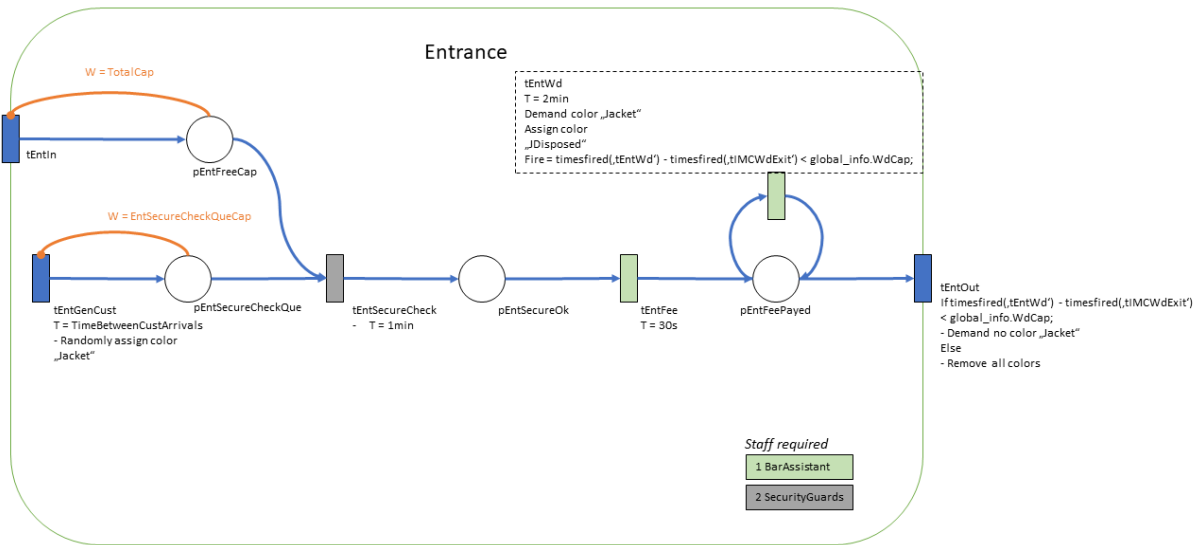 Entrance
W = TotalCap
tEntWd
T = 2min
Demand color „Jacket“
Assign color
„JDisposed“
Fire = timesfired(‚tEntWd‘) - timesfired(‚tIMCWdExit‘) < global_info.WdCap;
tEntIn
pEntFreeCap
W = EntSecureCheckQueCap
tEntGenCust
T = TimeBetweenCustArrivals
- Randomly assign color
„Jacket“
pEntSecureCheckQue
tEntSecureCheck
- T = 1min
pEntSecureOk
tEntFee
T = 30s
pEntFeePayed
tEntOut
If timesfired(‚tEntWd‘) - timesfired(‚tIMCWdExit‘)
< global_info.WdCap;
- Demand no color „Jacket“
Else
- Remove all colors
Staff required
1 BarAssistant
2 SecurityGuards